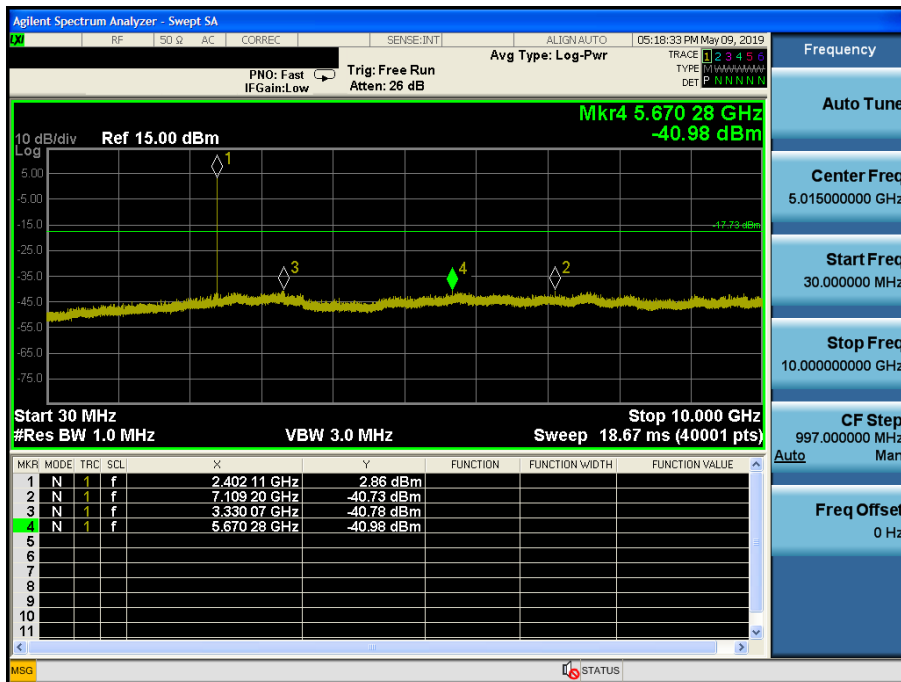 Agilent Spectrum Analyzer - Swept SA
LXI RF 50 Ω AC CORREC SENSE:INT ALIGN AUTO 05:18:33 PM May 09, 2019
Frequency
Avg Type: Log-Pwr
TRACE 1 2 3 4 5 6
PNO: Fast Trig: Free Run
TYPE M WWWWW
IFGain:Low Atten: 26 dB
DET P N N N N N
Auto Tune
Mkr4 5.670 28 GHz
-40.98 dBm
10 dB/div Ref 15.00 dBm
Log
1
5.00
-5.00
-15.0
-17.73 dBm
-25.0
-35.0
3
4
2
-45.0
-55.0
-65.0
-75.0
Center Freq
5.015000000 GHz
Start Freq
30.000000 MHz
Stop Freq
10.000000000 GHz
Start 30 MHz Stop 10.000 GHz
#Res BW 1.0 MHz VBW 3.0 MHz Sweep 18.67 ms (40001 pts)
CF Step
997.000000 MHz
Auto Man
MKR MODE TRC SCL X Y FUNCTION FUNCTION WIDTH FUNCTION VALUE
1 N 1 f 2.402 11 GHz 2.86 dBm
2 N 1 f 7.109 20 GHz -40.73 dBm
3 N 1 f 3.330 07 GHz -40.78 dBm
4 N 1 f 5.670 28 GHz -40.98 dBm
5
6
7
8
9
10
11
Freq Offset
0 Hz
MSG STATUS